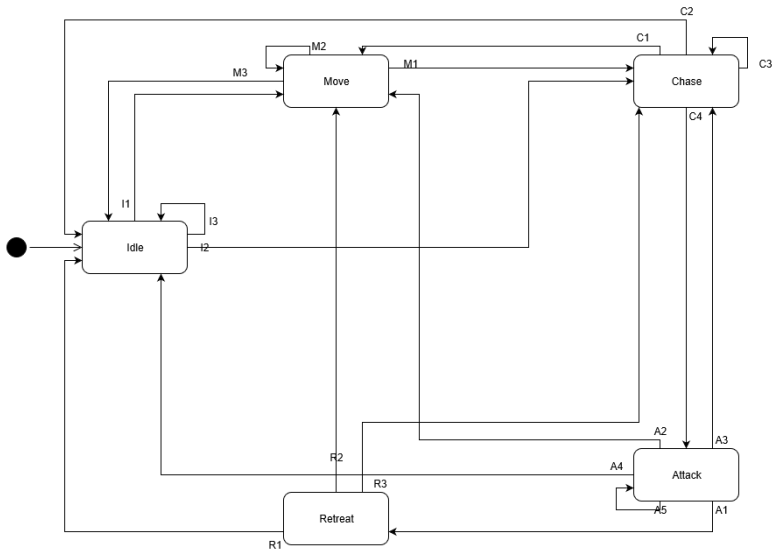 C2
C1
M2
M1
C3
M3
Move
Chase
C4
I1
I3
Idle
I2
A2
A3
R2
A4
Attack
R3
A5
A1
Retreat
R1